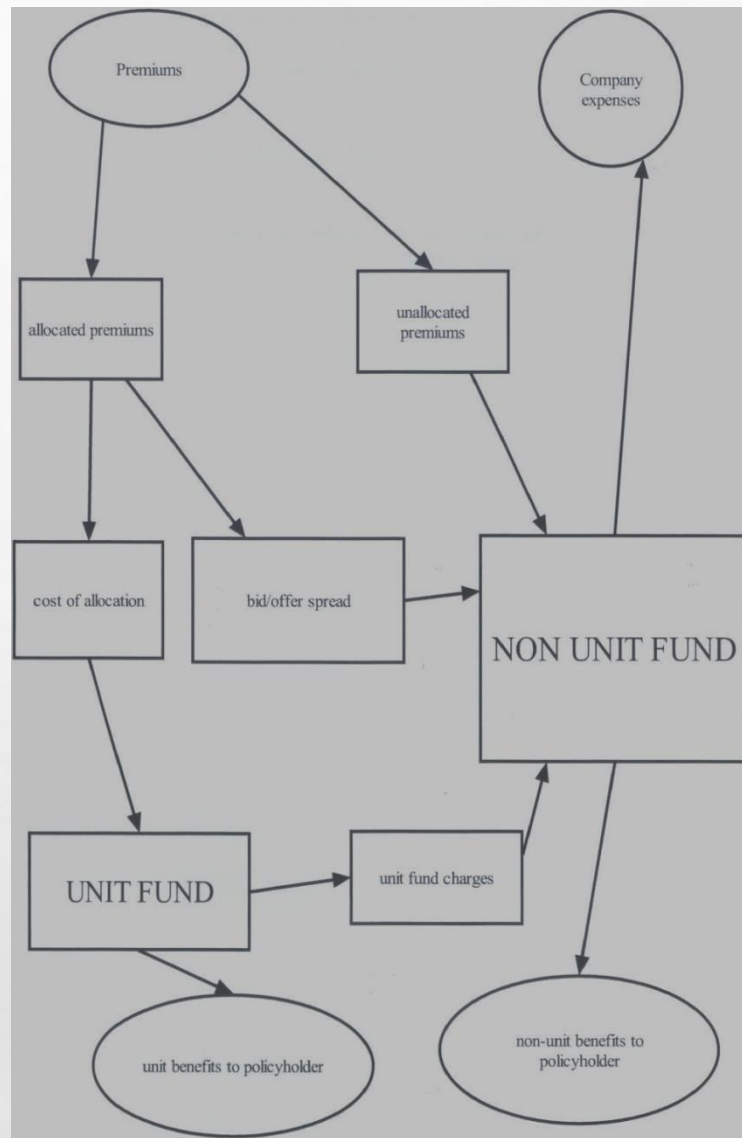 Premiums
Company
expenses
allocated premiums
unallocated
premiums
cost of allocation
bid/offer spread
NON UNIT FUND
UNIT FUND
unit fund charges
unit benefits to policyholder
non-unit benefits to
policyholder